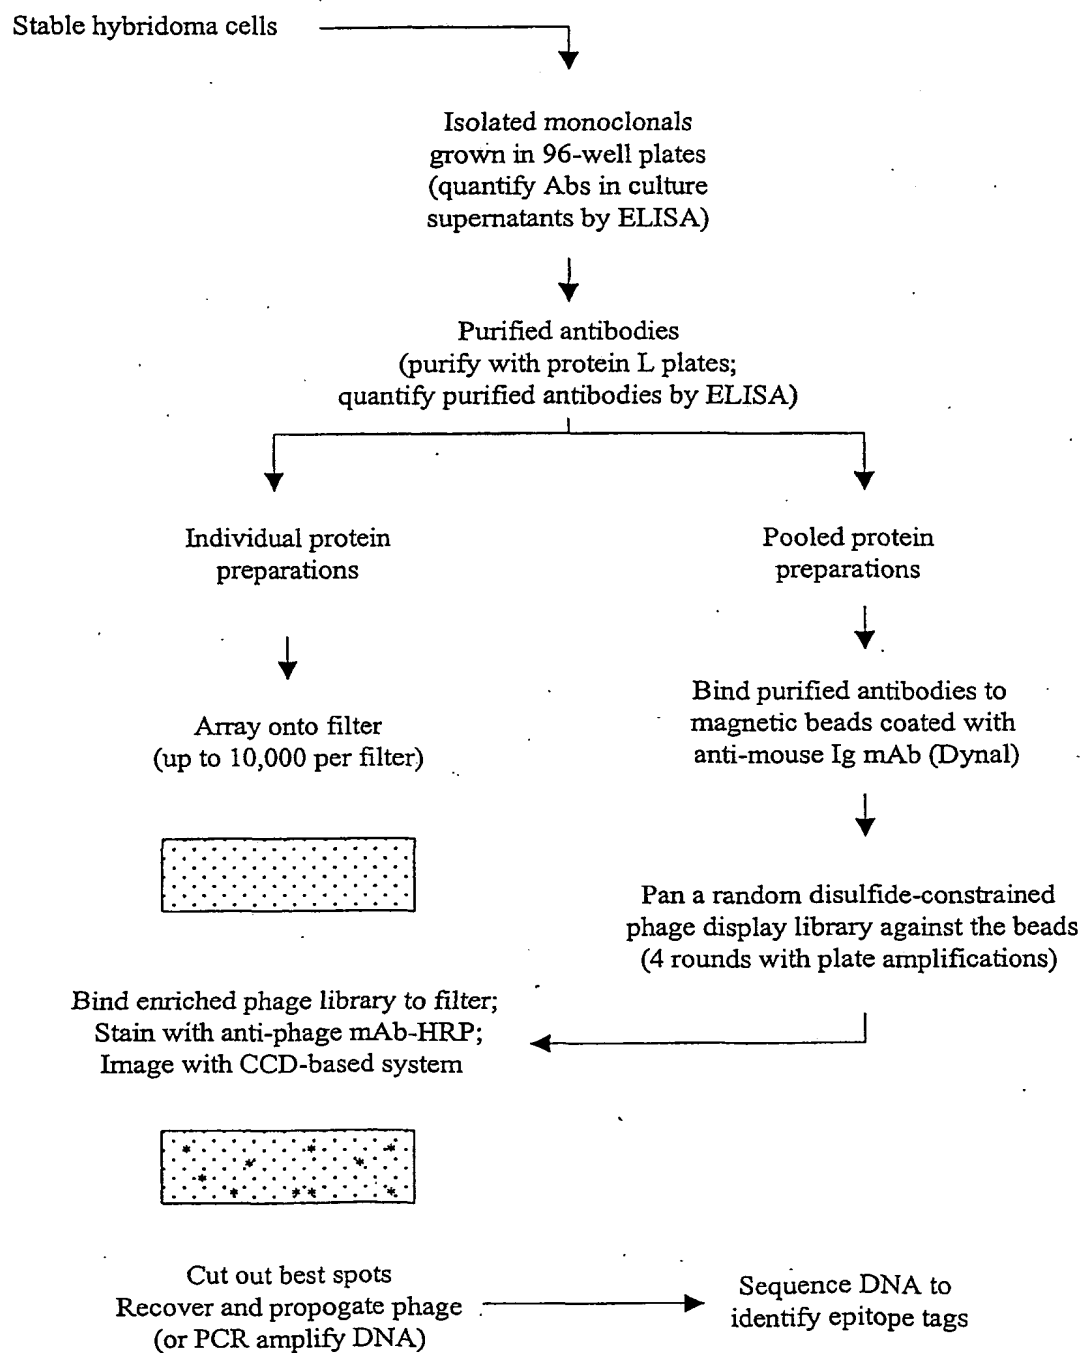 Stable hybridoma cells
Isolated monoclonals
grown in 96-well plates
(quantify Abs in culture
supernatants by ELISA)
Purified antibodies
(purify with protein L plates;
quantify purified antibodies by ELISA)
Individual protein
preparations
Pooled protein
preparations
Array onto filter
(up to 10,000 per filter)
Bind purified antibodies to
magnetic beads coated with
anti-mouse Ig mAb (Dynal)
Pan a random disulfide-constrained
phage display library against the beads
(4 rounds with plate amplifications)
Bind enriched phage library to filter;
Stain with anti-phage mAb-HRP;
Image with CCD-based system
Cut out best spots
Recover and propogate phage
(or PCR amplify DNA)
Sequence DNA to
identify epitope tags